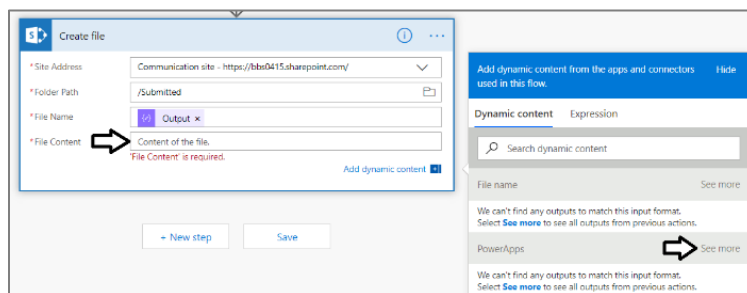 Create file
*Site Address
Communication site - https://bbs0415.sharepoint.com/
*Folder Path
/Submitted
*File Name
Output ×
*File Content
Content of the file.
'File Content' is required.
Add dynamic content
+ New step
Save
Add dynamic content from the apps and connectors
used in this flow.
Hide
Dynamic content
Expression
Search dynamic content
File name
See more
We can't find any outputs to match this input format.
Select See more to see all outputs from previous actions.
PowerApps
See more
We can't find any outputs to match this input format.
Select See more to see all outputs from previous actions.